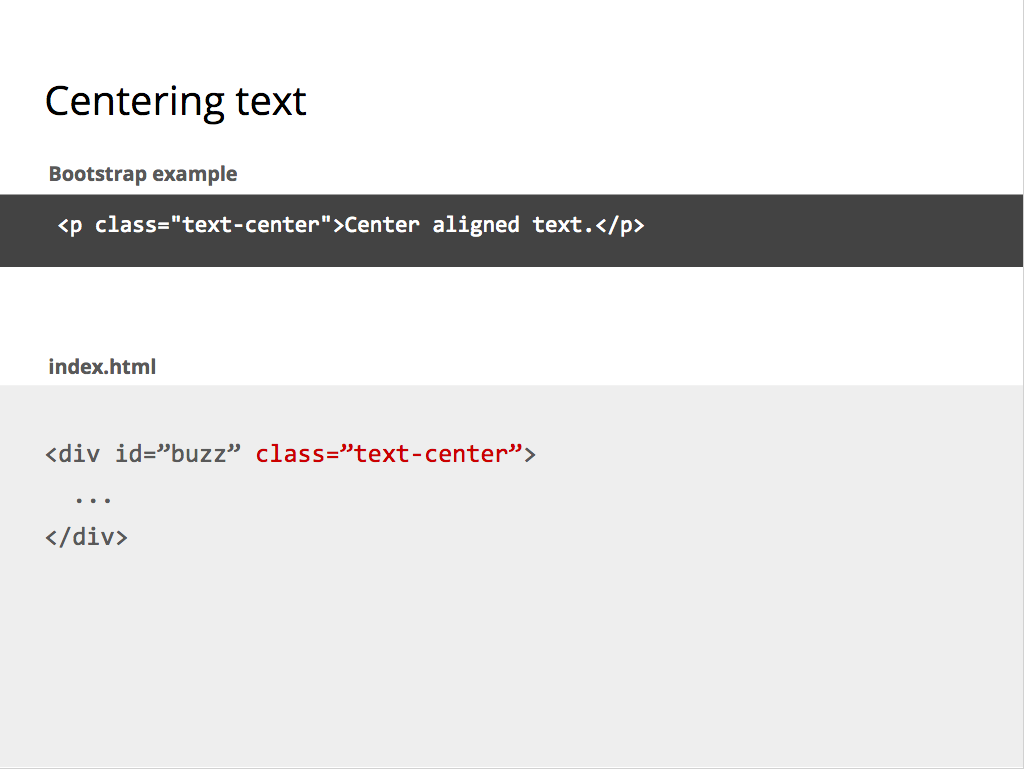 Centering text
Bootstrap example
<p class="text-center">Center aligned text.</p>
index.html
<div id=”buzz” class=”text-center”>
...
</div>